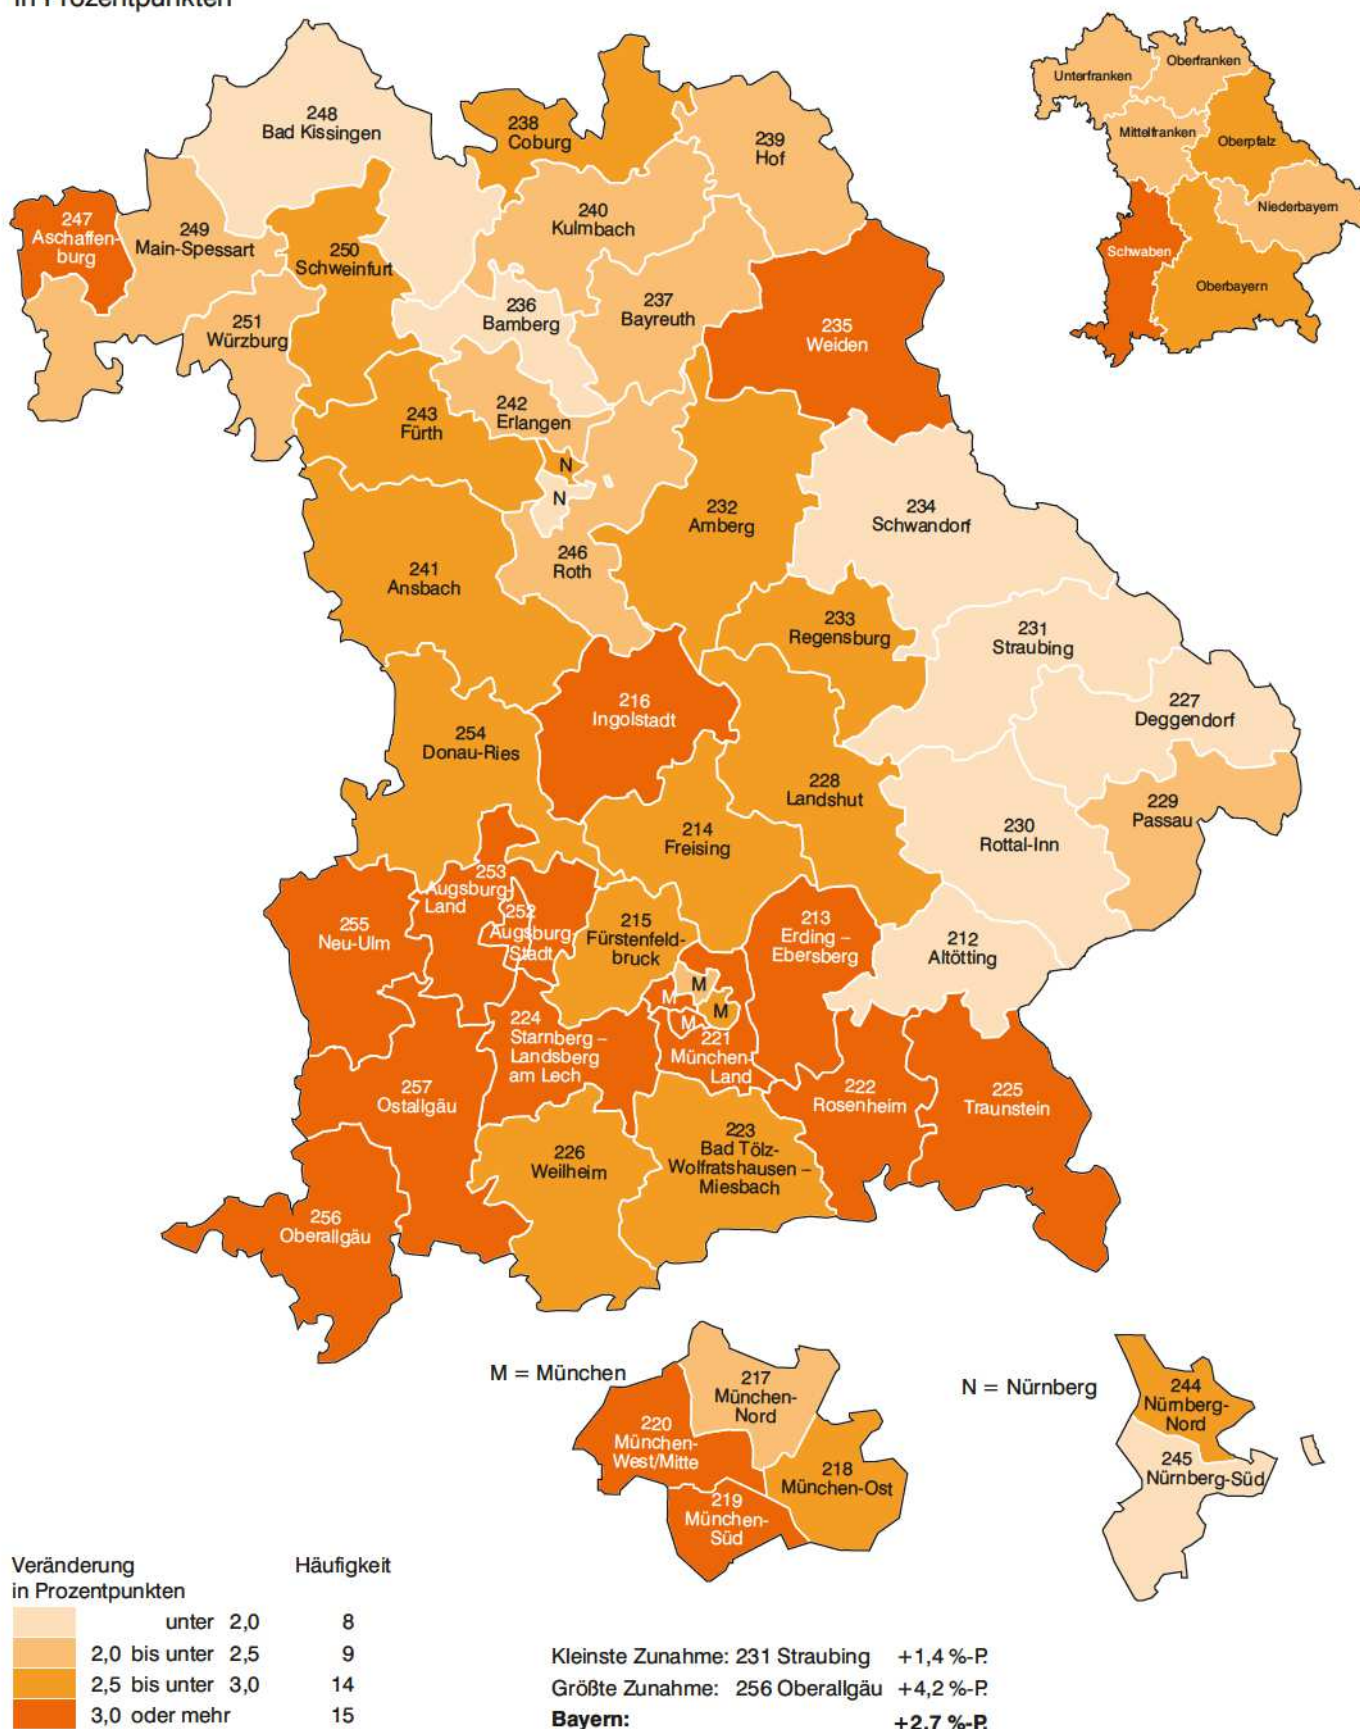 in Prozentpunkten
248
Bad Kissingen
238
Coburg
239
Hof
Unterfranken
Oberfranken
Mittelfranken
Oberpfalz
Niederbayern
Schwaben
Oberbayern
247
Aschaffen-
burg
249
Main-Spessart
250
Schweinfurt
240
Kulmbach
251
Würzburg
236
Bamberg
237
Bayreuth
235
Weiden
243
Fürth
242
Erlangen
N
N
232
Amberg
234
Schwandorf
241
Ansbach
246
Roth
233
Regensburg
231
Straubing
216
Ingolstadt
227
Deggendorf
254
Donau-Ries
228
Landshut
229
Passau
214
Freising
230
Rottal-Inn
253
Augsburg-
Land
252
Augsburg-
Stadt
255
Neu-Ulm
215
Fürstenfeld-
bruck
213
Erding –
Ebersberg
212
Altötting
M
M
M
M
224
Starnberg –
Landsberg
am Lech
221
München-
Land
257
Ostallgäu
222
Rosenheim
225
Traunstein
226
Weilheim
223
Bad Tölz-
Wolfratshausen –
Miesbach
256
Oberallgäu
M = München
217
München-
Nord
220
München-
West/Mitte
218
München-Ost
219
München-
Süd
N = Nürnberg
244
Nürnberg-
Nord
245
Nürnberg-Süd
Veränderung Häufigkeit
in Prozentpunkten
unter 2,0 8
2,0 bis unter 2,5 9
2,5 bis unter 3,0 14
3,0 oder mehr 15
Kleinste Zunahme: 231 Straubing +1,4 %-P.
Größte Zunahme: 256 Oberallgäu +4,2 %-P.
Bayern: +2,7 %-P.